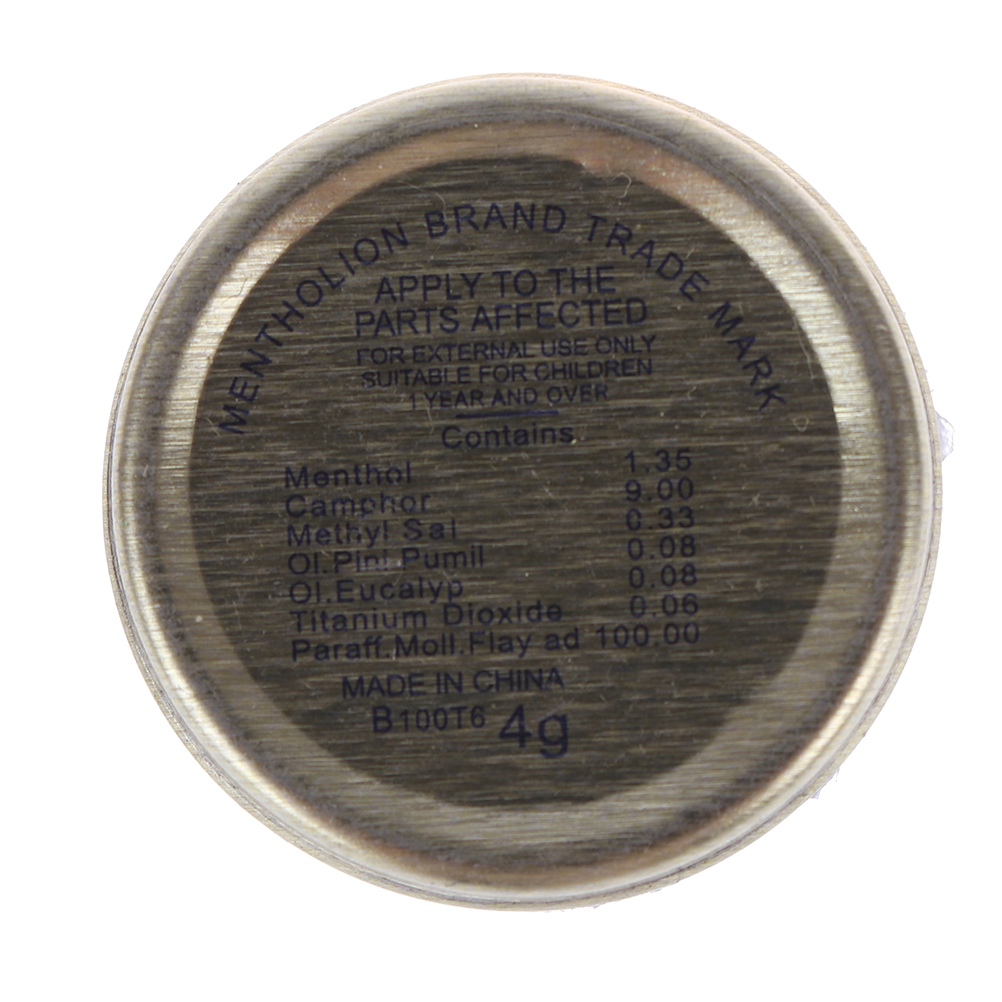 MENTHOLION BRAND TRADE MARK
APPLY TO THE
PARTS AFFECTED
FOR EXTERNAL USE ONLY
SUITABLE FOR CHILDREN
1 YEAR AND OVER
Contains
Menthol 1.35
Camphor 9.00
Methyl Sal 0.33
Ol.Pini.Pumil 0.08
Ol.Eucalyp 0.08
Titanium Dioxide 0.06
Paraff.Moll.Flay ad 100.00
MADE IN CHINA
B100T6 4g